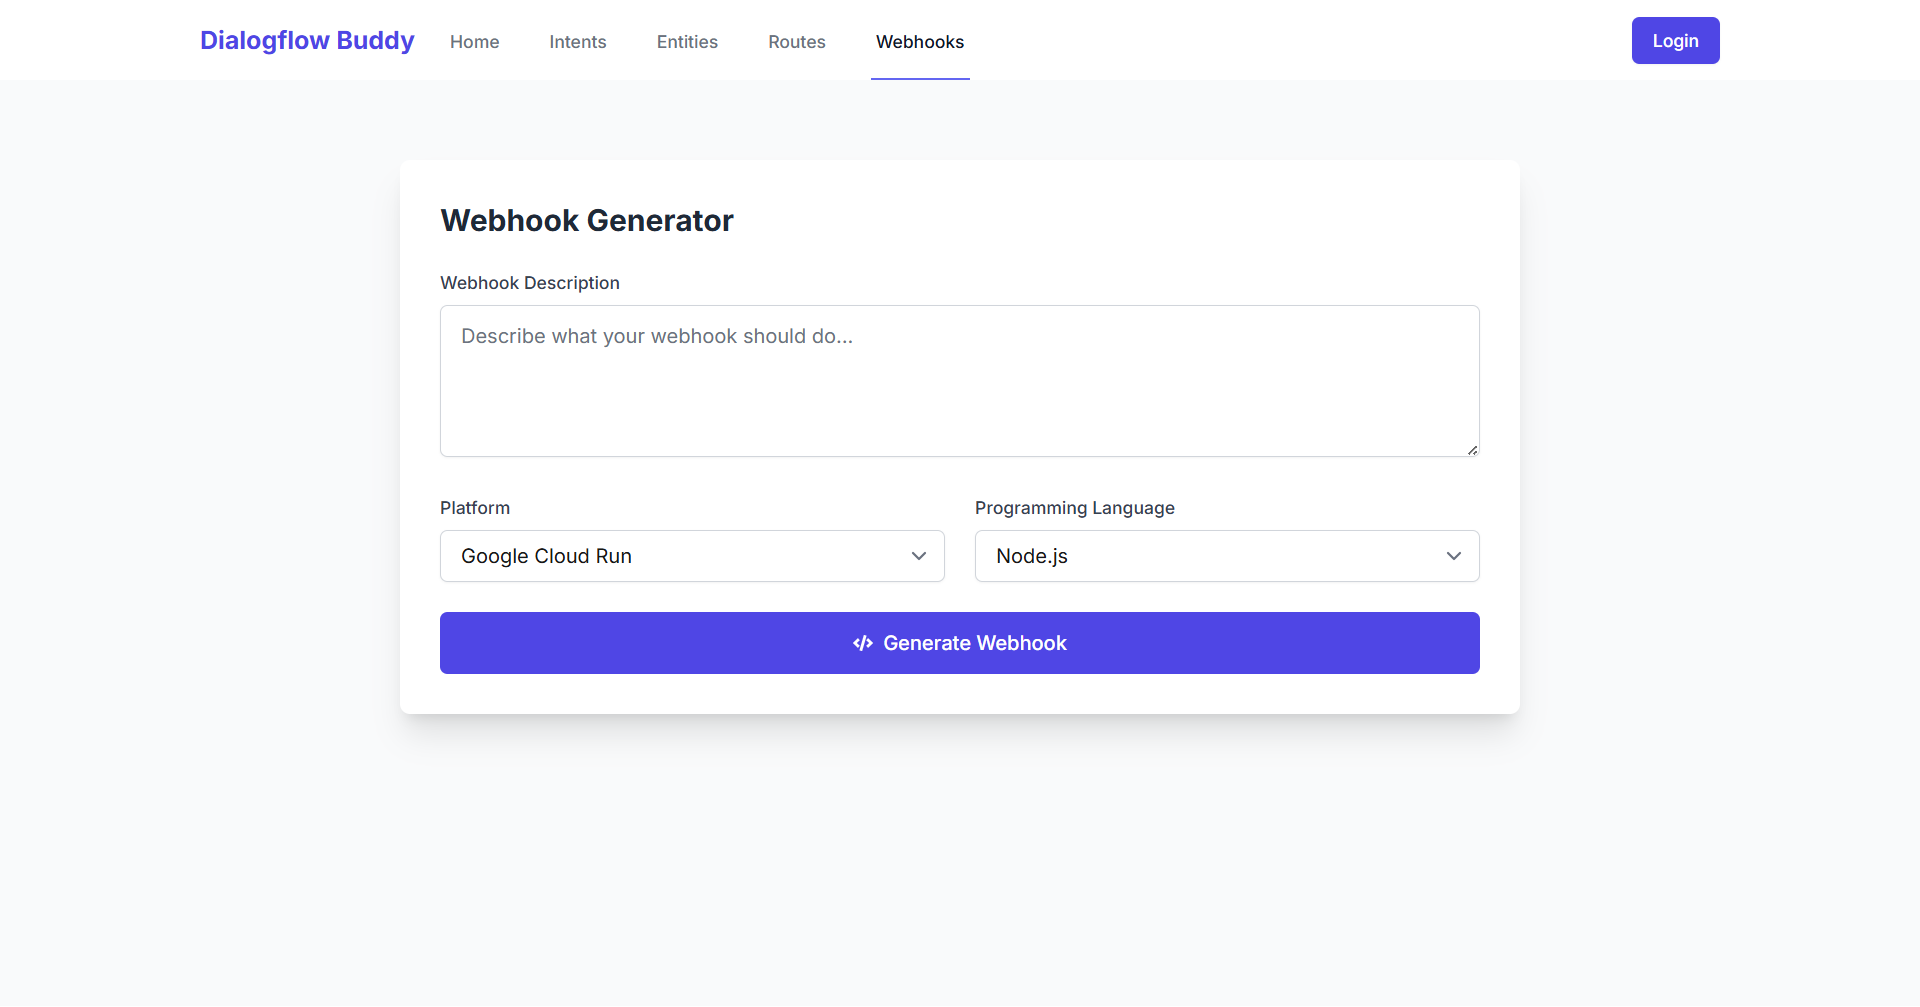 Dialogflow Buddy Home Intents Entities Routes Webhooks Login
Webhook Generator
Webhook Description
Describe what your webhook should do...
Platform Programming Language
Google Cloud Run Node.js
Generate Webhook